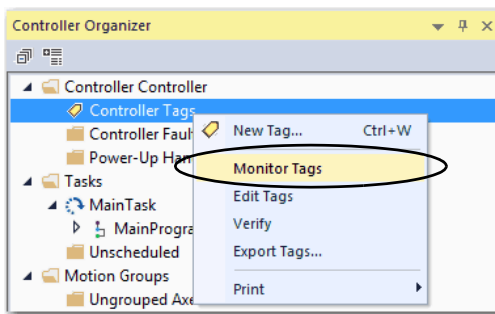 Controller Organizer
Controller Controller
Controller Tags
Controller Faul
Power-Up Han
Tasks
MainTask
MainProgra
Unscheduled
Motion Groups
Ungrouped Axe
New Tag... Ctrl+W
Monitor Tags
Edit Tags
Verify
Export Tags...
Print